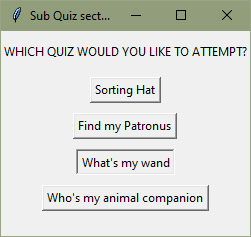 Sub Quiz sect...
WHICH QUIZ WOULD YOU LIKE TO ATTEMPT?
Sorting Hat
Find my Patronus
What's my wand
Who's my animal companion